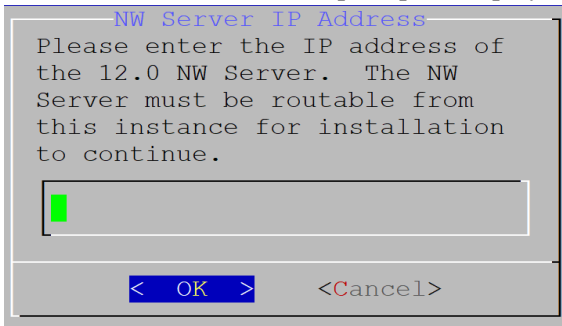 NW Server IP Address
Please enter the IP address of
the 12.0 NW Server.  The NW
Server must be routable from
this instance for installation
to continue.
<  OK  >    <Cancel>